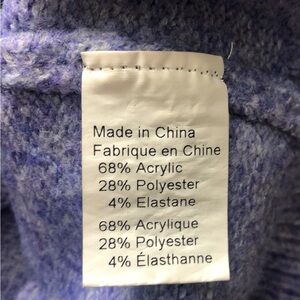 Made in China
Fabrique en Chine
68% Acrylic
28% Polyester
4% Elastane
68% Acrylique
28% Polyester
4% Élasthanne